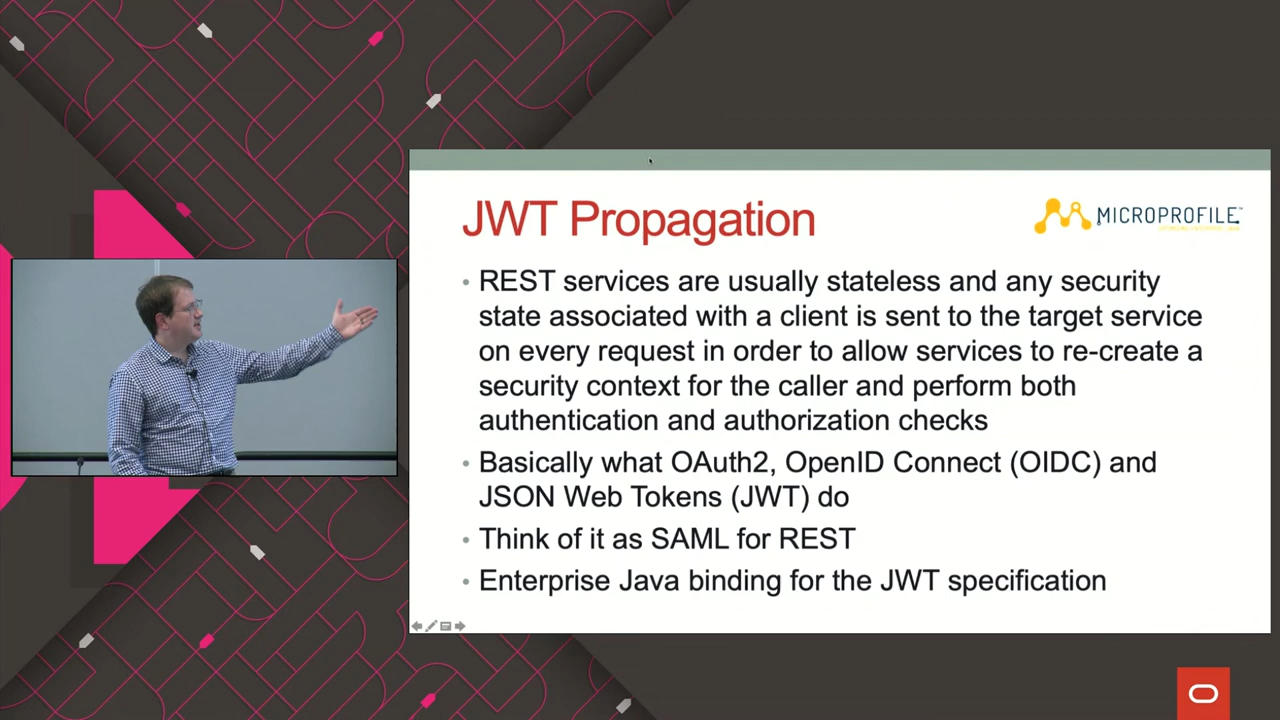 JWT Propagation
MICROPROFILE™
• REST services are usually stateless and any security
state associated with a client is sent to the target service
on every request in order to allow services to re-create a
security context for the caller and perform both
authentication and authorization checks
• Basically what OAuth2, OpenID Connect (OIDC) and
JSON Web Tokens (JWT) do
• Think of it as SAML for REST
• Enterprise Java binding for the JWT specification